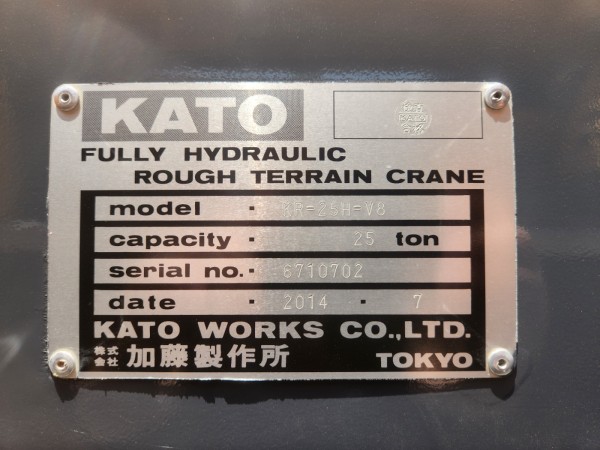 KATO
FULLY HYDRAULIC
ROUGH TERRAIN CRANE
model · KR=25H=V8
capacity · 25 ton
serial no. · 6710702
date · 2014 · 7
KATO WORKS CO.,LTD.
株式会社 加藤製作所 TOKYO